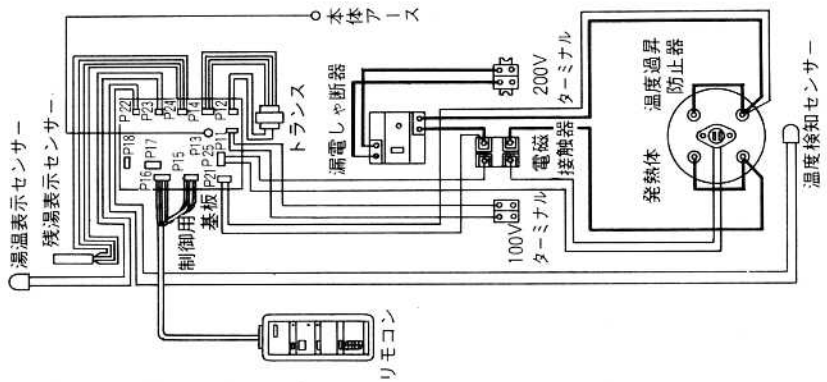 湯温表示センサー
残湯表示センサー
本体アース
P22
P23
P24
P14
P12
P18
P17
P16
P15
P13
P25
P11
P21
制御用
基板
トランス
リモコン
漏電しゃ断器
200V
ターミナル
電磁
接触器
100V
ターミナル
温度過昇
防止器
発熱体
温度検知センサー